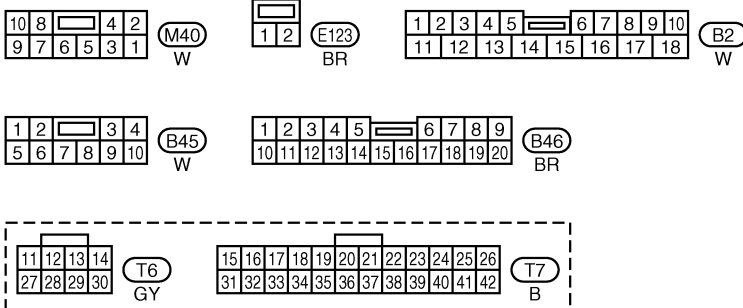 10 8 4 2
9 7 6 5 3 1
M40
W
1 2
E123
BR
1 2 3 4 5 6 7 8 9 10
11 12 13 14 15 16 17 18
B2
W
1 2 3 4
5 6 7 8 9 10
B45
W
1 2 3 4 5 6 7 8 9
10 11 12 13 14 15 16 17 18 19 20
B46
BR
11 12 13 14
27 28 29 30
T6
GY
15 16 17 18 19 20 21 22 23 24 25 26
31 32 33 34 35 36 37 38 39 40 41 42
T7
B